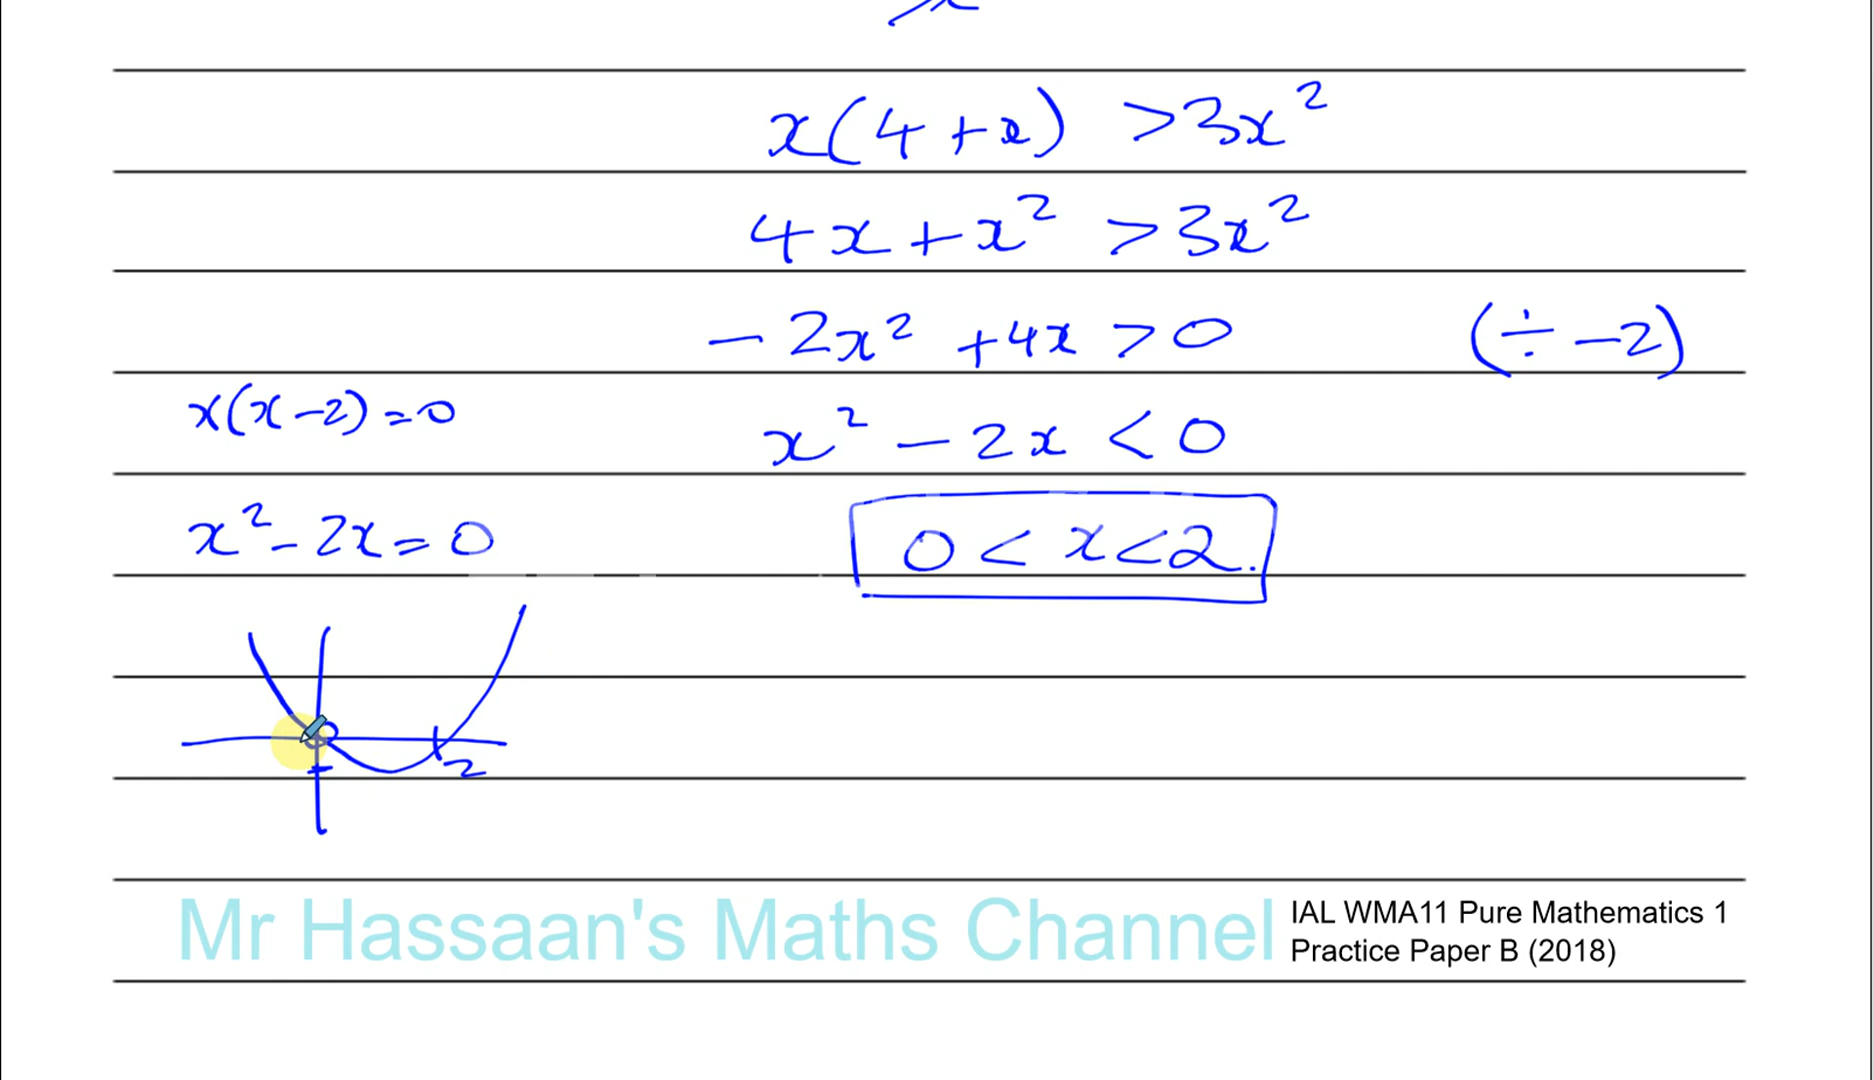 x(4+x) >3x²
4x+x² >3x²
-2x² +4x >0 (÷ -2)
x(x-2)=0
x² - 2x < 0
x² - 2x = 0
0 < x < 2.
2
Mr Hassaan's Maths Channel
IAL WMA11 Pure Mathematics 1
Practice Paper B (2018)